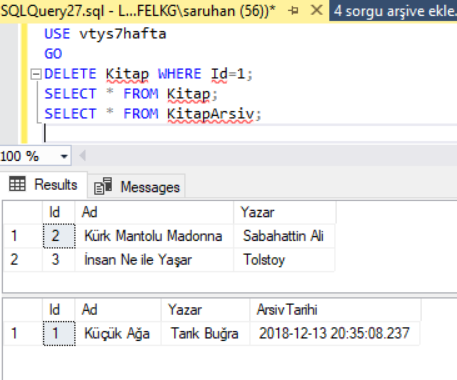 SQLQuery27.sql - L...FELKG\saruhan (56))* 4 sorgu arşive ekle.
USE vtys7hafta
GO
DELETE Kitap WHERE Id=1;
SELECT * FROM Kitap;
SELECT * FROM KitapArsiv;
100 %
Results Messages
Id Ad Yazar
1 2 Kürk Mantolu Madonna Sabahattin Ali
2 3 İnsan Ne ile Yaşar Tolstoy
Id Ad Yazar ArsivTarihi
1 1 Küçük Ağa Tarık Buğra 2018-12-13 20:35:08.237